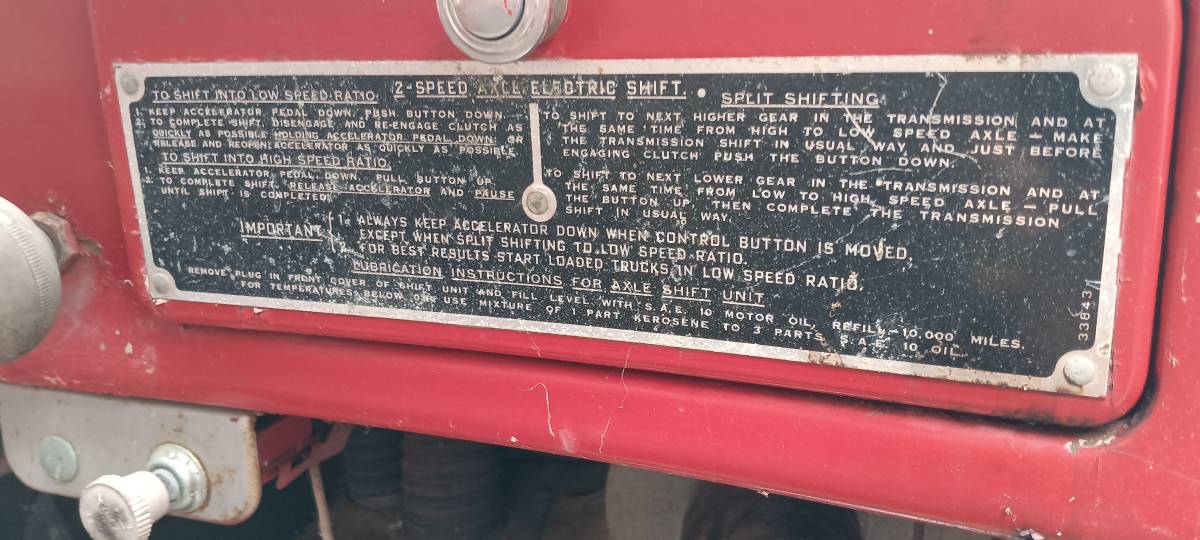 2-SPEED AXLE ELECTRIC SHIFT.
TO SHIFT INTO LOW SPEED RATIO.
1. KEEP ACCELERATOR PEDAL DOWN, PUSH BUTTON DOWN.
2. TO COMPLETE SHIFT, DISENGAGE AND RE-ENGAGE CLUTCH AS
QUICKLY AS POSSIBLE HOLDING ACCELERATOR PEDAL DOWN: OR
RELEASE AND REOPEN ACCELERATOR AS QUICKLY AS POSSIBLE.
TO SHIFT INTO HIGH SPEED RATIO.
1. KEEP ACCELERATOR PEDAL DOWN, PULL BUTTON UP.
2. TO COMPLETE SHIFT, RELEASE ACCELERATOR AND PAUSE
UNTIL SHIFT IS COMPLETED.
SPLIT SHIFTING
TO SHIFT TO NEXT HIGHER GEAR IN THE TRANSMISSION AND AT
THE SAME TIME FROM HIGH TO LOW SPEED AXLE — MAKE
THE TRANSMISSION SHIFT IN USUAL WAY AND JUST BEFORE
ENGAGING CLUTCH PUSH THE BUTTON DOWN.
TO SHIFT TO NEXT LOWER GEAR IN THE TRANSMISSION AND AT
THE SAME TIME FROM LOW TO HIGH SPEED AXLE — PULL
THE BUTTON UP, THEN COMPLETE THE TRANSMISSION
SHIFT IN USUAL WAY.
IMPORTANT
1. ALWAYS KEEP ACCELERATOR DOWN WHEN CONTROL BUTTON IS MOVED,
EXCEPT WHEN SPLIT SHIFTING TO LOW SPEED RATIO.
2. FOR BEST RESULTS START LOADED TRUCKS IN LOW SPEED RATIO.
LUBRICATION INSTRUCTIONS FOR AXLE SHIFT UNIT
REMOVE PLUG IN FRONT COVER OF SHIFT UNIT AND FILL LEVEL WITH S.A.E. 10 MOTOR OIL, REFILL—10,000 MILES.
FOR TEMPERATURES BELOW 0°F. USE MIXTURE OF 1 PART KEROSENE TO 3 PARTS S.A.E. 10 OIL.
338343